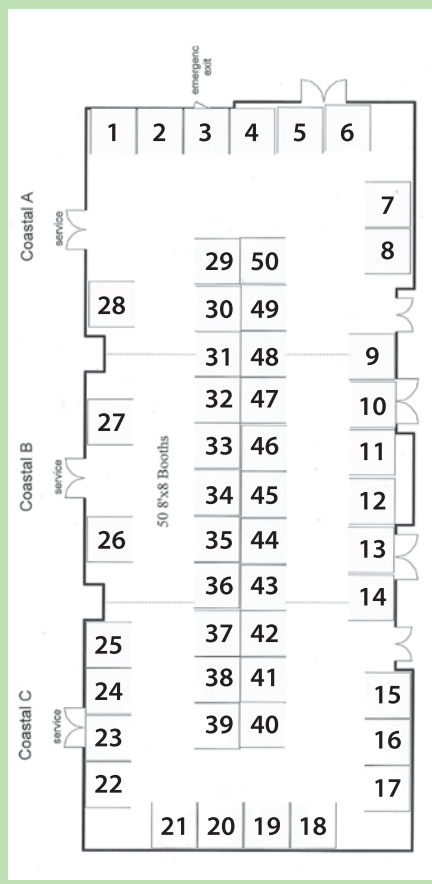 emergenc
exit
1 2 3 4 5 6
Coastal A
service
7
8
29 50
28
30 49
31 48
9
32 47
10
27
Coastal B
service
50 8'x8 Booths
33 46
11
34 45
12
26
35 44
13
36 43
14
25
37 42
24
38 41
15
Coastal C
service
23
39 40
16
22
17
21 20 19 18